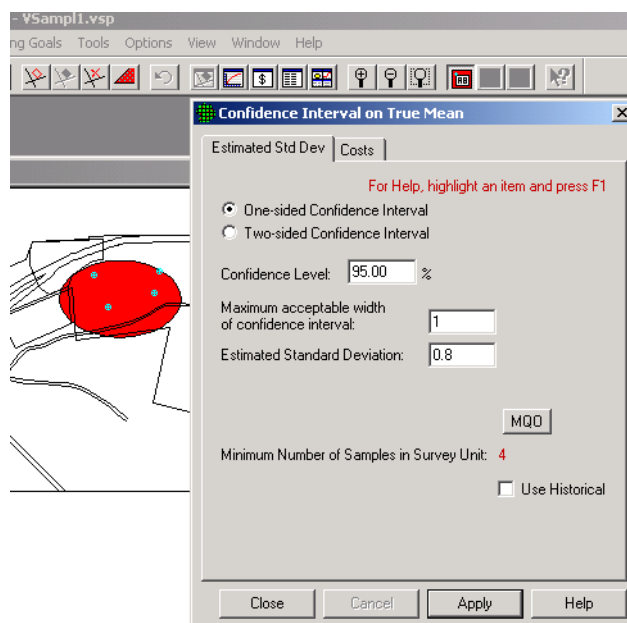 - VSampl1.vsp
ng Goals Tools Options View Window Help
$ RB
Confidence Interval on True Mean
Estimated Std Dev Costs
For Help, highlight an item and press F1
One-sided Confidence Interval
Two-sided Confidence Interval
Confidence Level: 95.00 %
Maximum acceptable width
of confidence interval: 1
Estimated Standard Deviation: 0.8
MQO
Minimum Number of Samples in Survey Unit: 4
Use Historical
Close Cancel Apply Help